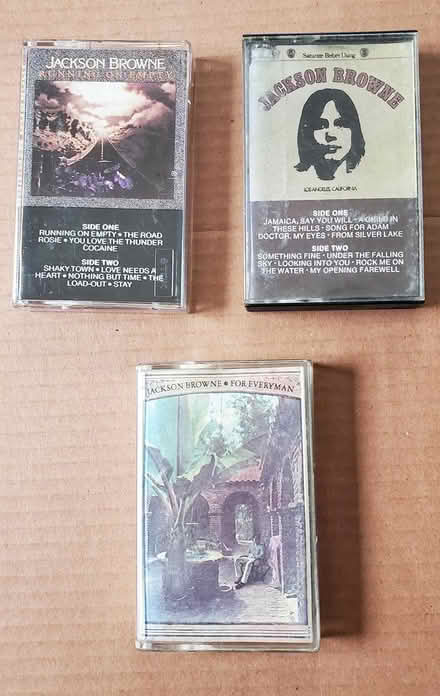 JACKSON BROWNE
RUNNING ON EMPTY
SIDE ONE
RUNNING ON EMPTY • THE ROAD
ROSIE • YOU LOVE THE THUNDER
COCAINE
SIDE TWO
SHAKY TOWN • LOVE NEEDS A
HEART • NOTHING BUT TIME • THE
LOAD-OUT • STAY
Saturate Before Using
JACKSON BROWNE
LOS ANGELES, CALIFORNIA
SIDE ONE
JAMAICA, SAY YOU WILL • A CHILD IN
THESE HILLS • SONG FOR ADAM
DOCTOR, MY EYES • FROM SILVER LAKE
SIDE TWO
SOMETHING FINE • UNDER THE FALLING
SKY • LOOKING INTO YOU • ROCK ME ON
THE WATER • MY OPENING FAREWELL
JACKSON BROWNE • FOR EVERYMAN